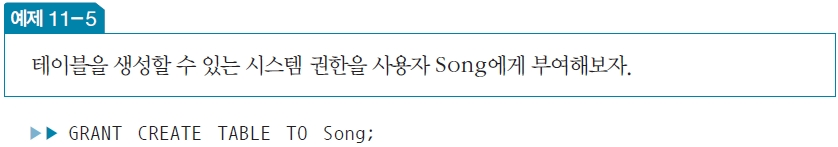 예제 11-5
테이블을 생성할 수 있는 시스템 권한을 사용자 Song에게 부여해보자.
▶▶ GRANT CREATE TABLE TO Song;